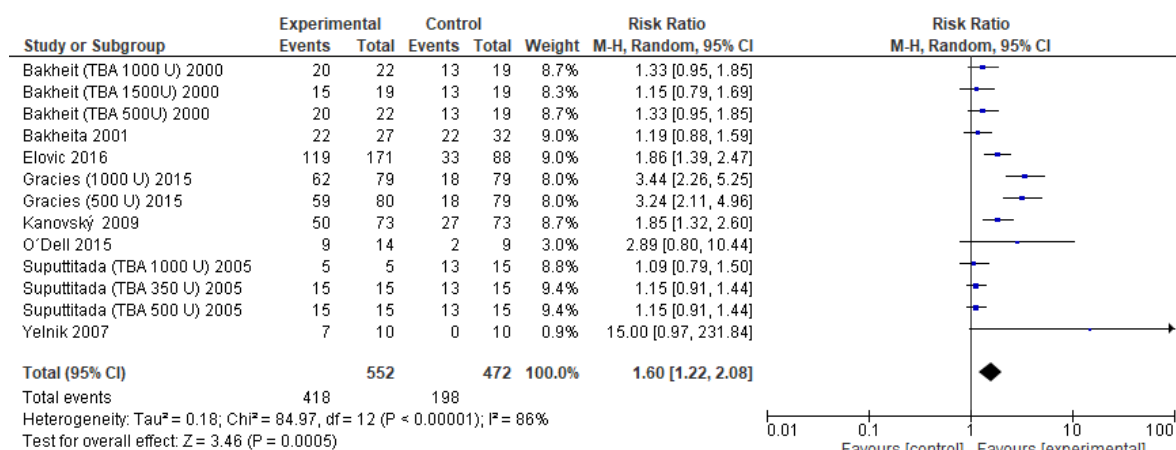 Experimental Control Risk Ratio Risk Ratio
Study or Subgroup Events Total Events Total Weight M-H, Random, 95% CI M-H, Random, 95% CI
Bakheit (TBA 1000 U) 2000 20 22 13 19 8.7% 1.33 [0.95, 1.85]
Bakheit (TBA 1500U) 2000 15 19 13 19 8.3% 1.15 [0.79, 1.69]
Bakheit (TBA 500U) 2000 20 22 13 19 8.7% 1.33 [0.95, 1.85]
Bakheita 2001 22 27 22 32 9.0% 1.19 [0.88, 1.59]
Elovic 2016 119 171 33 88 9.0% 1.86 [1.39, 2.47]
Gracies (1000 U) 2015 62 79 18 79 8.0% 3.44 [2.26, 5.25]
Gracies (500 U) 2015 59 80 18 79 8.0% 3.24 [2.11, 4.96]
Kanovský 2009 50 73 27 73 8.7% 1.85 [1.32, 2.60]
O´Dell 2015 9 14 2 9 3.0% 2.89 [0.80, 10.44]
Suputtitada (TBA 1000 U) 2005 5 5 13 15 8.8% 1.09 [0.79, 1.50]
Suputtitada (TBA 350 U) 2005 15 15 13 15 9.4% 1.15 [0.91, 1.44]
Suputtitada (TBA 500 U) 2005 15 15 13 15 9.4% 1.15 [0.91, 1.44]
Yelnik 2007 7 10 0 10 0.9% 15.00 [0.97, 231.84]
Total (95% CI) 552 472 100.0% 1.60 [1.22, 2.08]
Total events 418 198
Heterogeneity: Tau² = 0.18; Chi² = 84.97, df = 12 (P < 0.00001); I² = 86%
Test for overall effect: Z = 3.46 (P = 0.0005)
0.01 0.1 1 10 100
Favours [control] Favours [experimental]